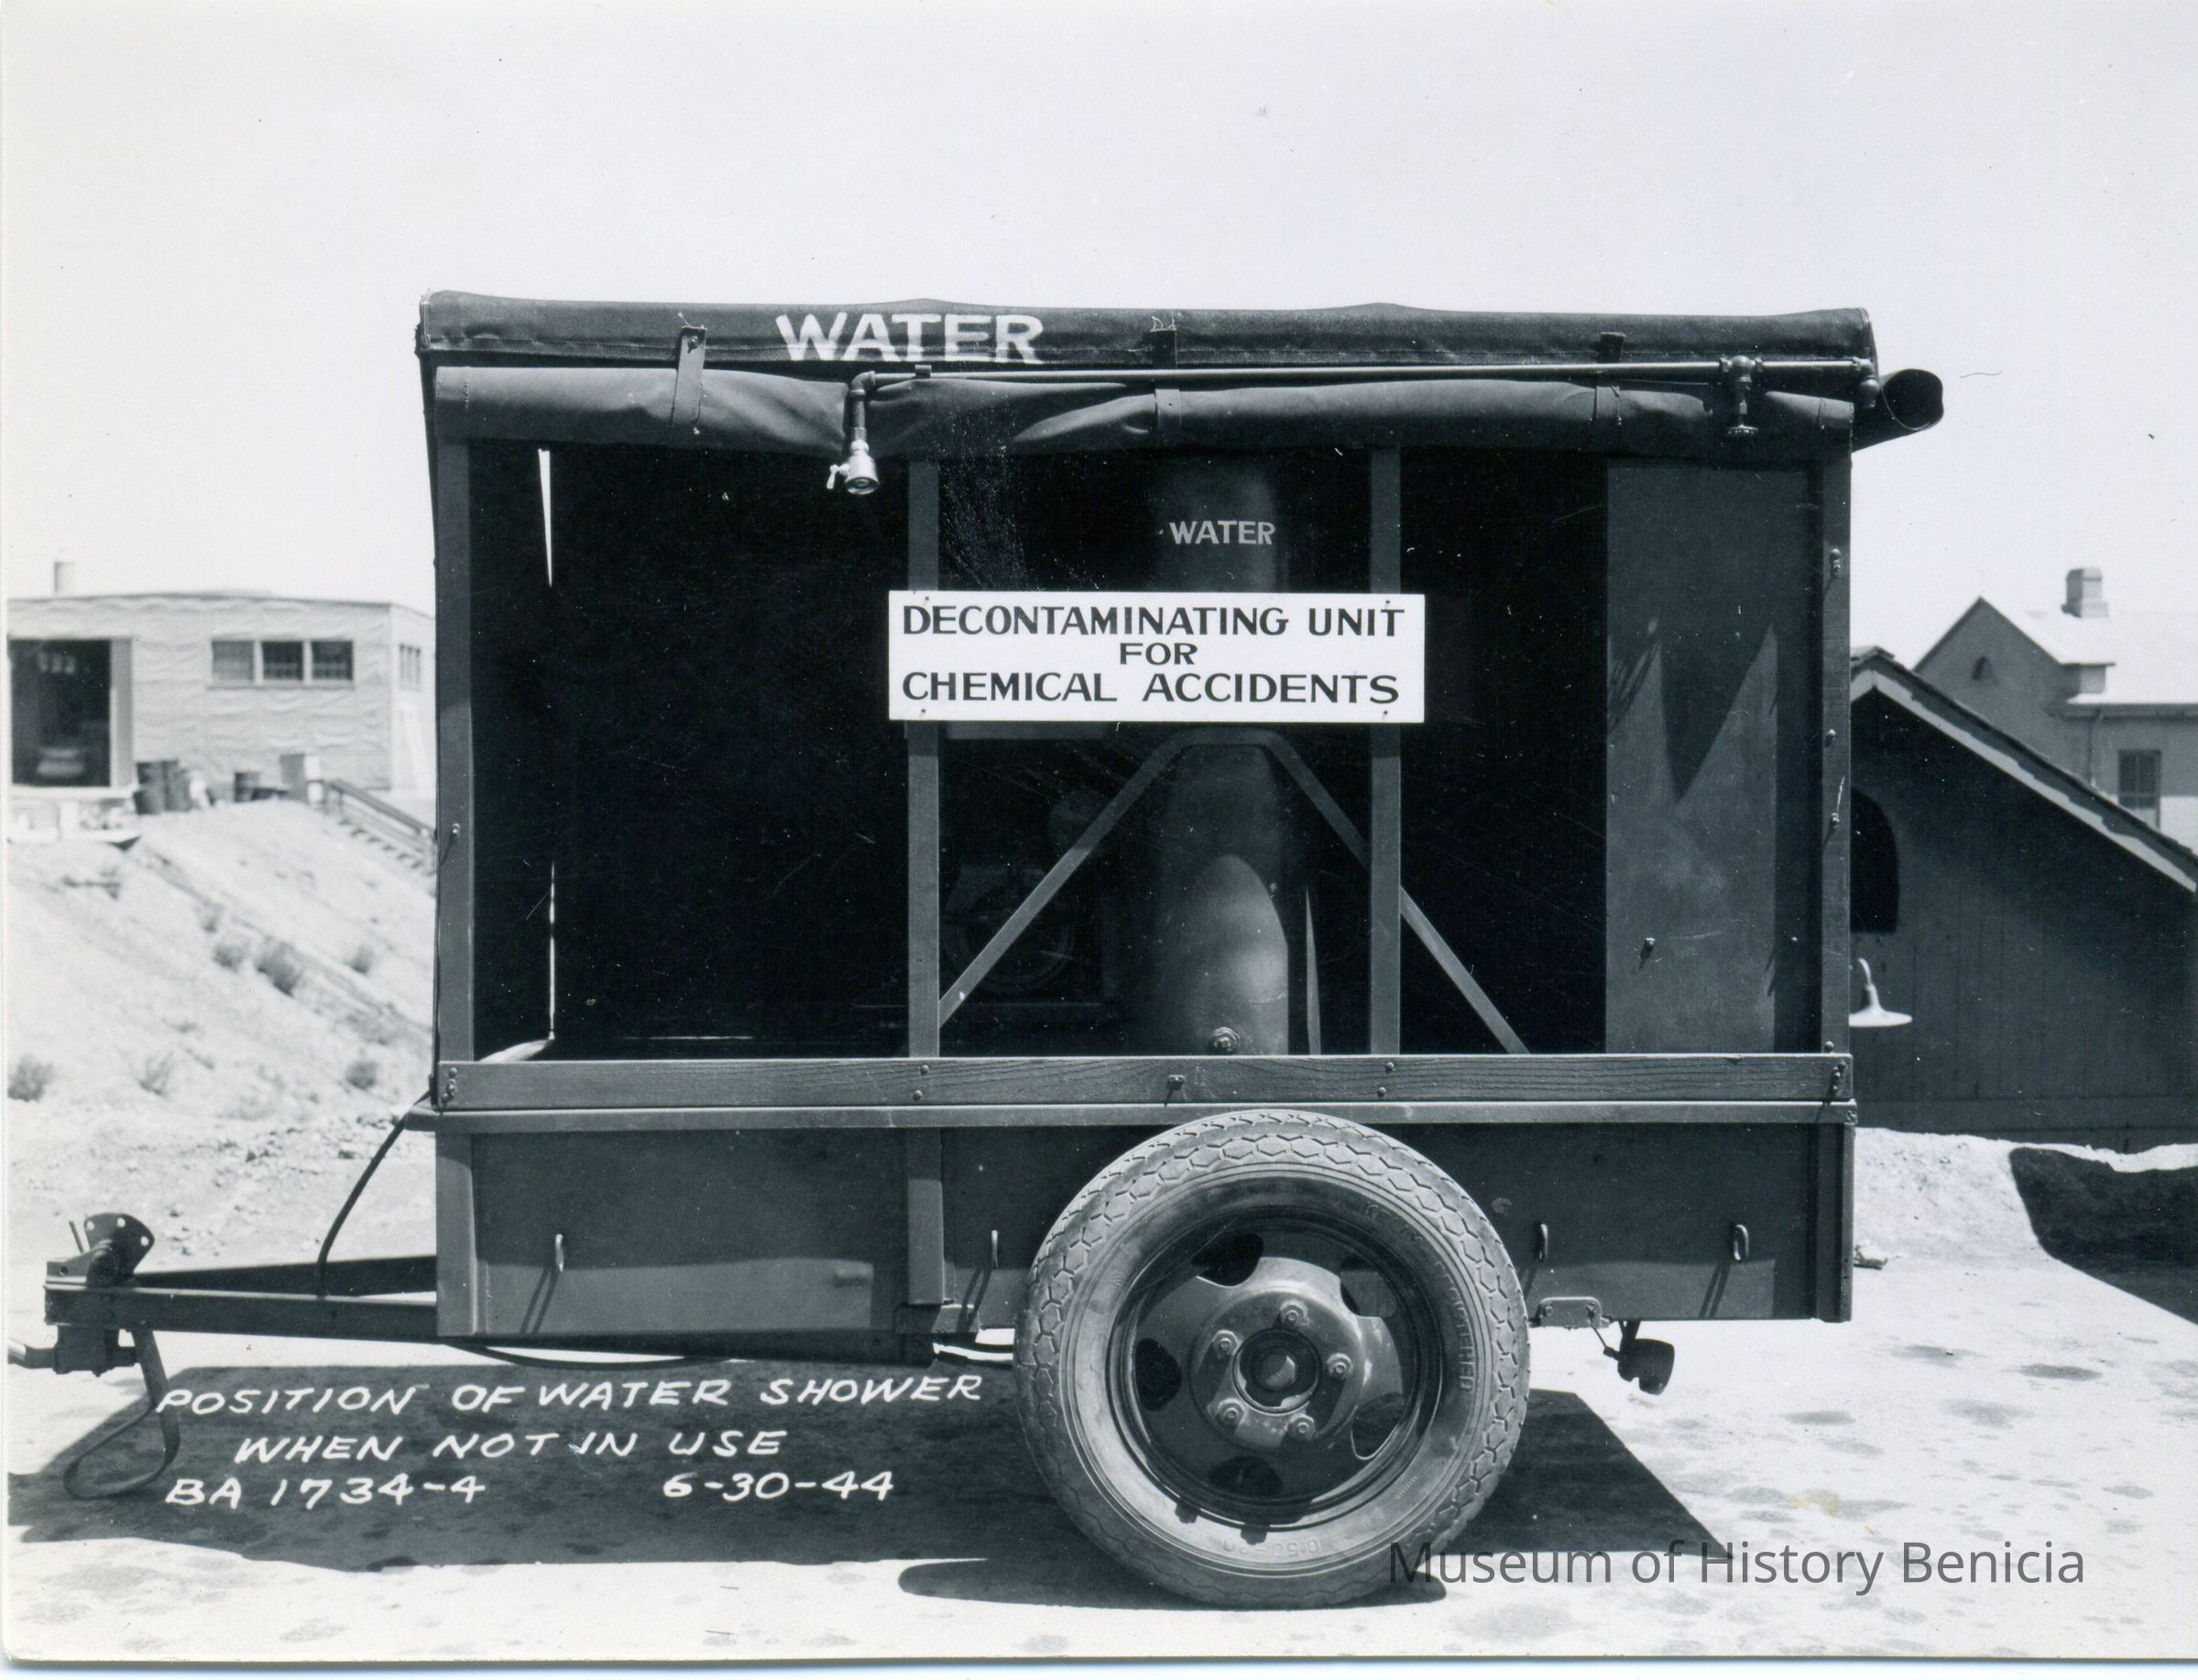 WATER
WATER
DECONTAMINATING UNIT
FOR
CHEMICAL ACCIDENTS
POSITION OF WATER SHOWER
WHEN NOT IN USE
BA 1734-4 6-30-44
Museum of History Benicia